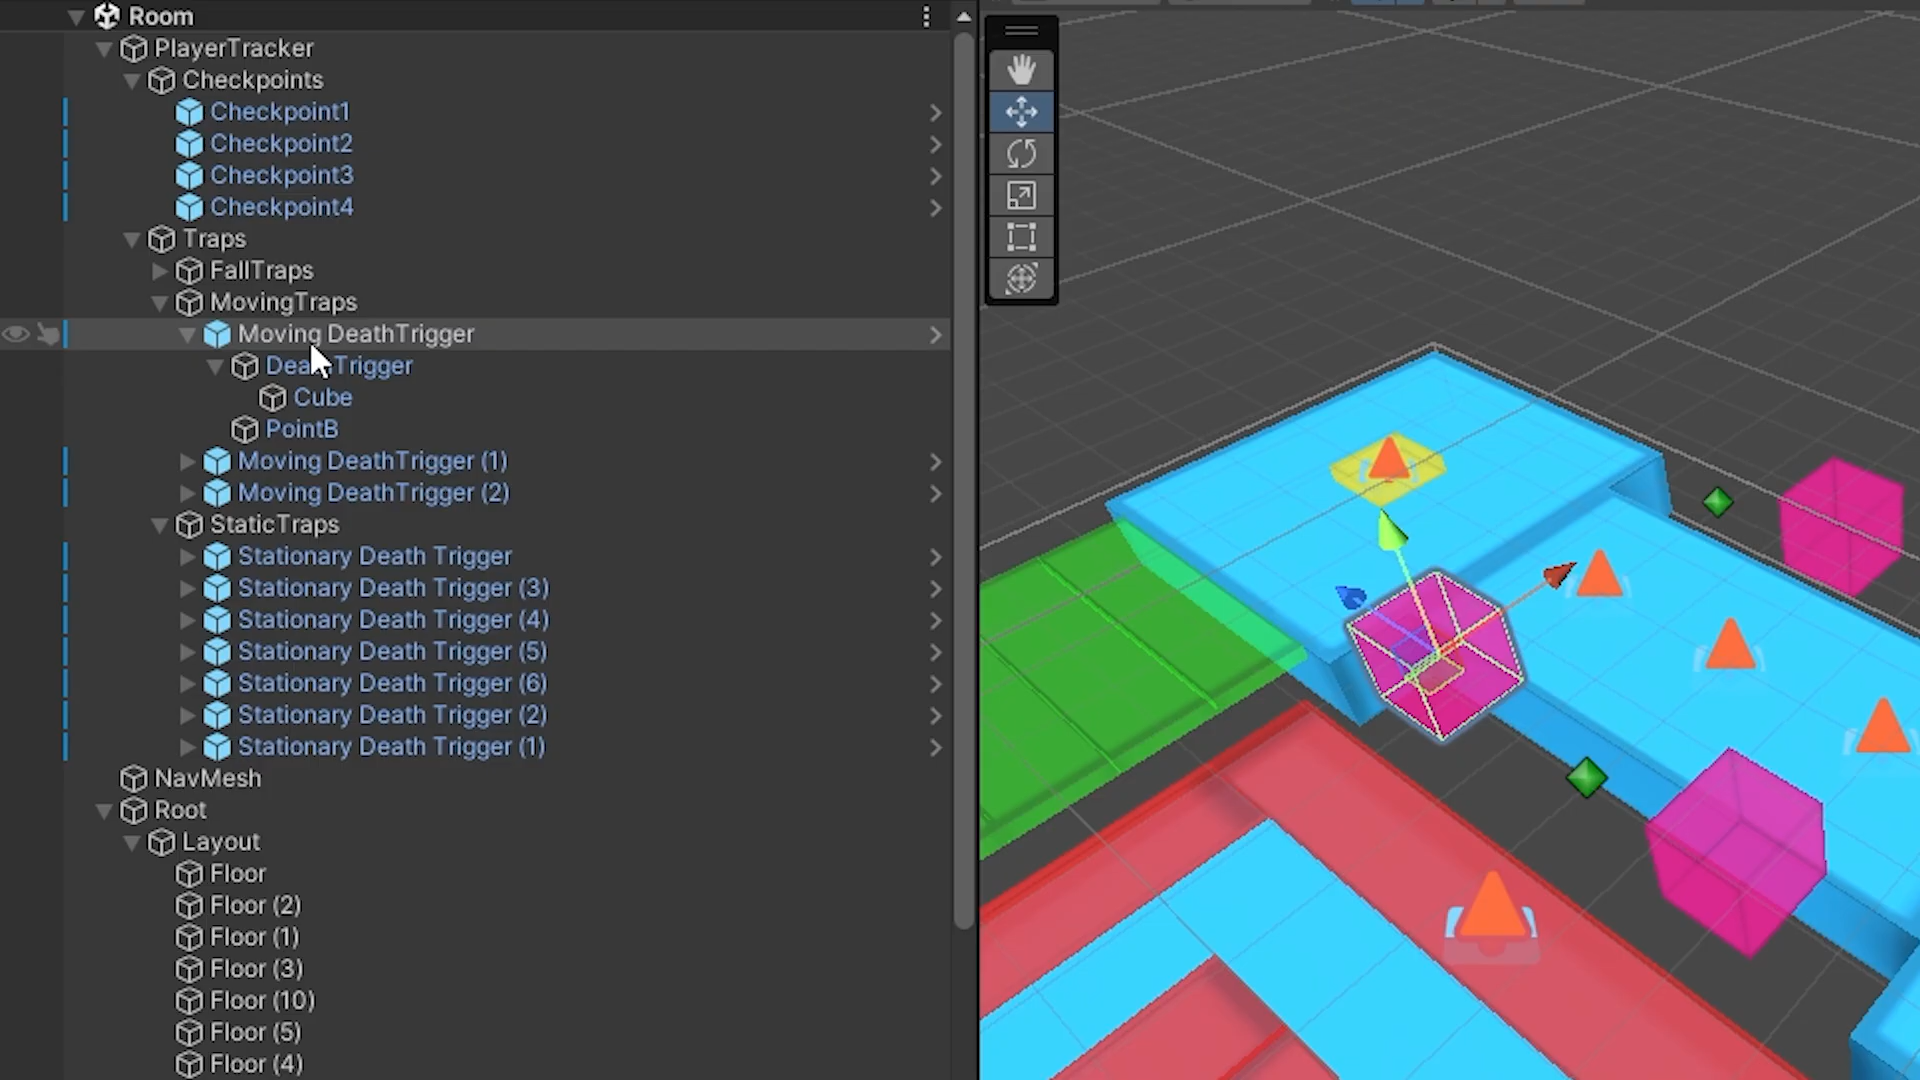 Room
PlayerTracker
Checkpoints
Checkpoint1
Checkpoint2
Checkpoint3
Checkpoint4
Traps
FallTraps
MovingTraps
Moving DeathTrigger
DeathTrigger
Cube
PointB
Moving DeathTrigger (1)
Moving DeathTrigger (2)
StaticTraps
Stationary Death Trigger
Stationary Death Trigger (3)
Stationary Death Trigger (4)
Stationary Death Trigger (5)
Stationary Death Trigger (6)
Stationary Death Trigger (2)
Stationary Death Trigger (1)
NavMesh
Root
Layout
Floor
Floor (2)
Floor (1)
Floor (3)
Floor (10)
Floor (5)
Floor (4)